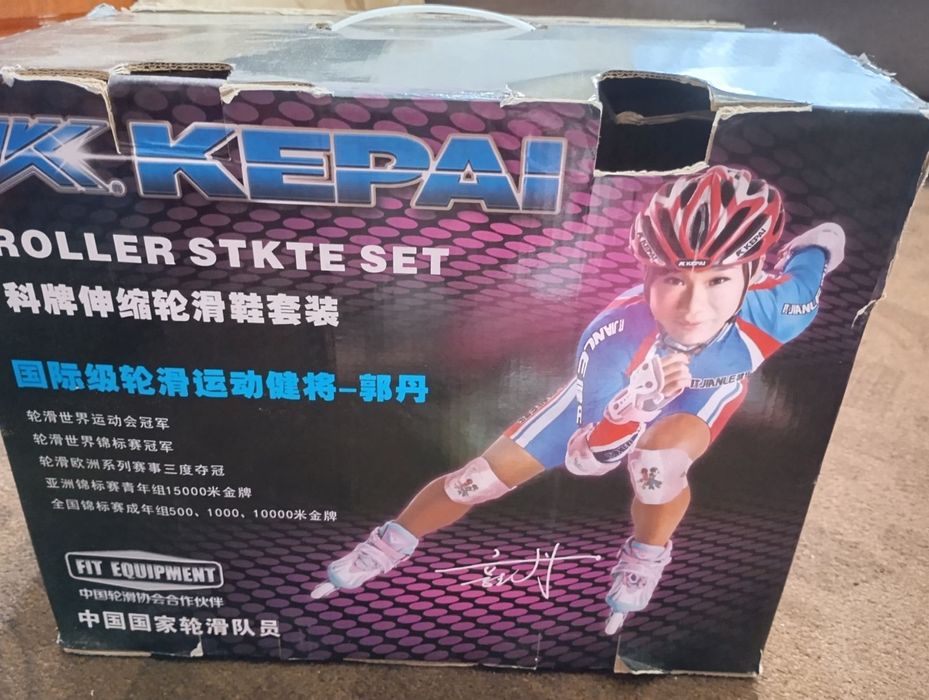 K. KEPAI
ROLLER STKTE SET
科牌伸缩轮滑鞋套装
国际级轮滑运动健将-郭丹
轮滑世界运动会冠军
轮滑世界锦标赛冠军
轮滑欧洲系列赛事三度夺冠
亚洲锦标赛青年组15000米金牌
全国锦标赛成年组500、1000、10000米金牌
FIT EQUIPMENT
中国轮滑协会合作伙伴
中国国家轮滑队员
KEPAI